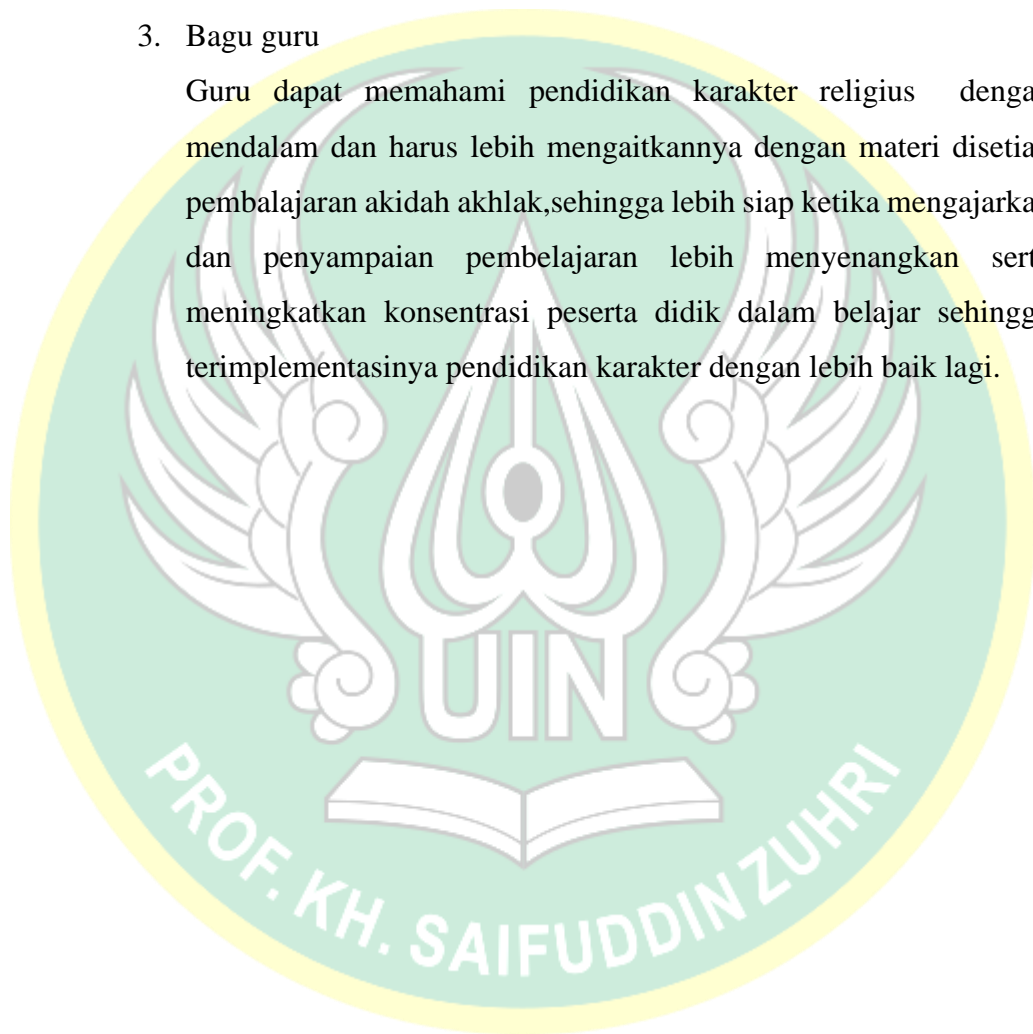 3. Bagu guru
Guru dapat memahami pendidikan karakter religius denga
mendalam dan harus lebih mengaitkannya dengan materi disetia
pembalajaran akidah akhlak,sehingga lebih siap ketika mengajarka
dan penyampaian pembelajaran lebih menyenangkan sert
meningkatkan konsentrasi peserta didik dalam belajar sehingg
terimplementasinya pendidikan karakter dengan lebih baik lagi.
UIN
PROF. KH. SAIFUDDIN ZUHRI